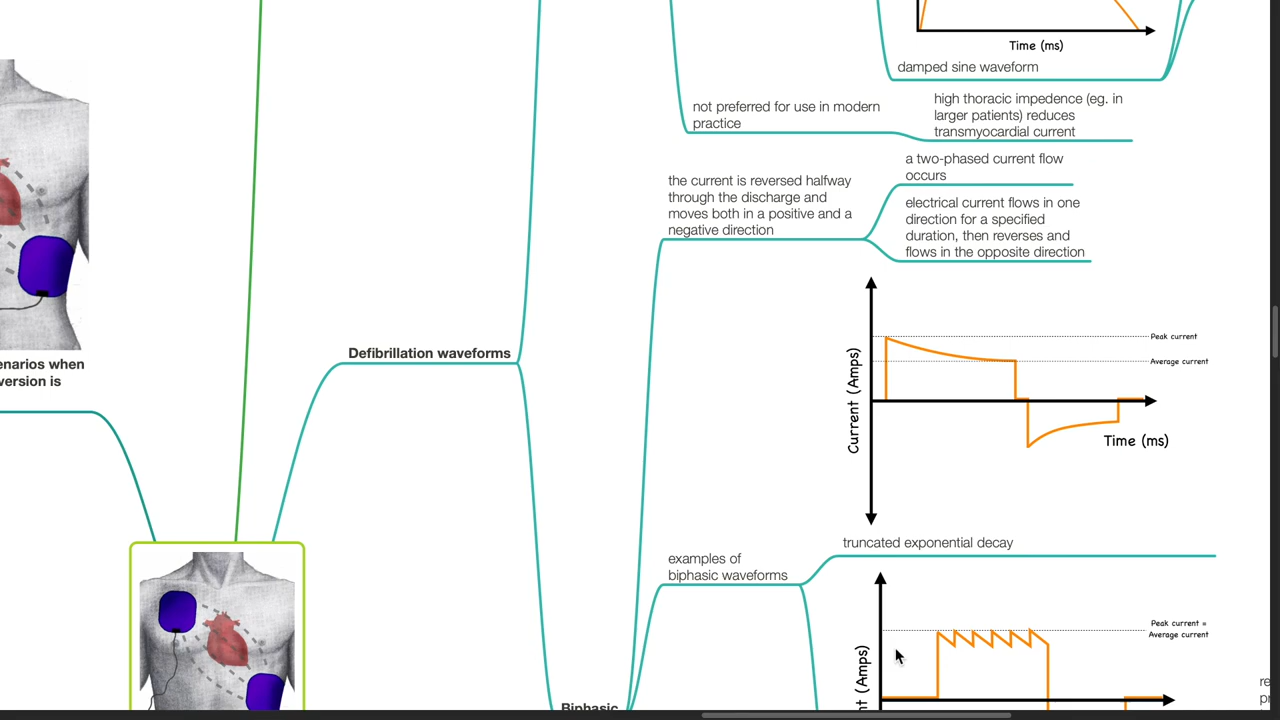 Time (ms)
damped sine waveform
not preferred for use in modern
practice
high thoracic impedence (eg. in
larger patients) reduces
transmyocardial current
the current is reversed halfway
through the discharge and
moves both in a positive and a
negative direction
a two-phased current flow
occurs
electrical current flows in one
direction for a specified
duration, then reverses and
flows in the opposite direction
Defibrillation waveforms
enarios when
version is
Peak current
Average current
Current (Amps)
Time (ms)
truncated exponential decay
examples of
biphasic waveforms
Peak current =
Average current
nt (Amps)
Biphasic
re
pr